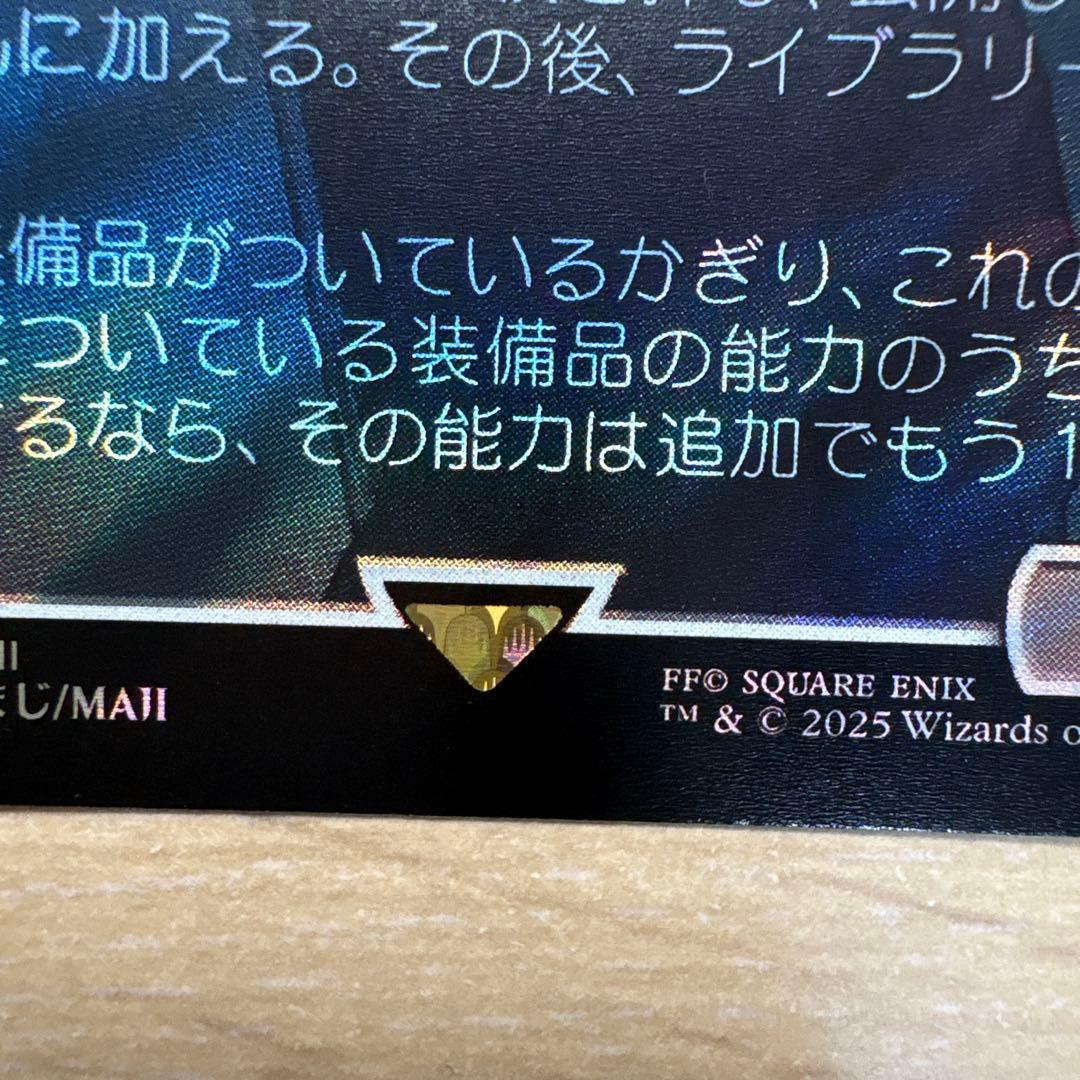 に加える。その後、ライブラリー
備品がついているかぎり、これの
ついている装備品の能力のうち
るなら、その能力は追加でもう1
まじ/MAJI
FF© SQUARE ENIX
™ & © 2025 Wizards o